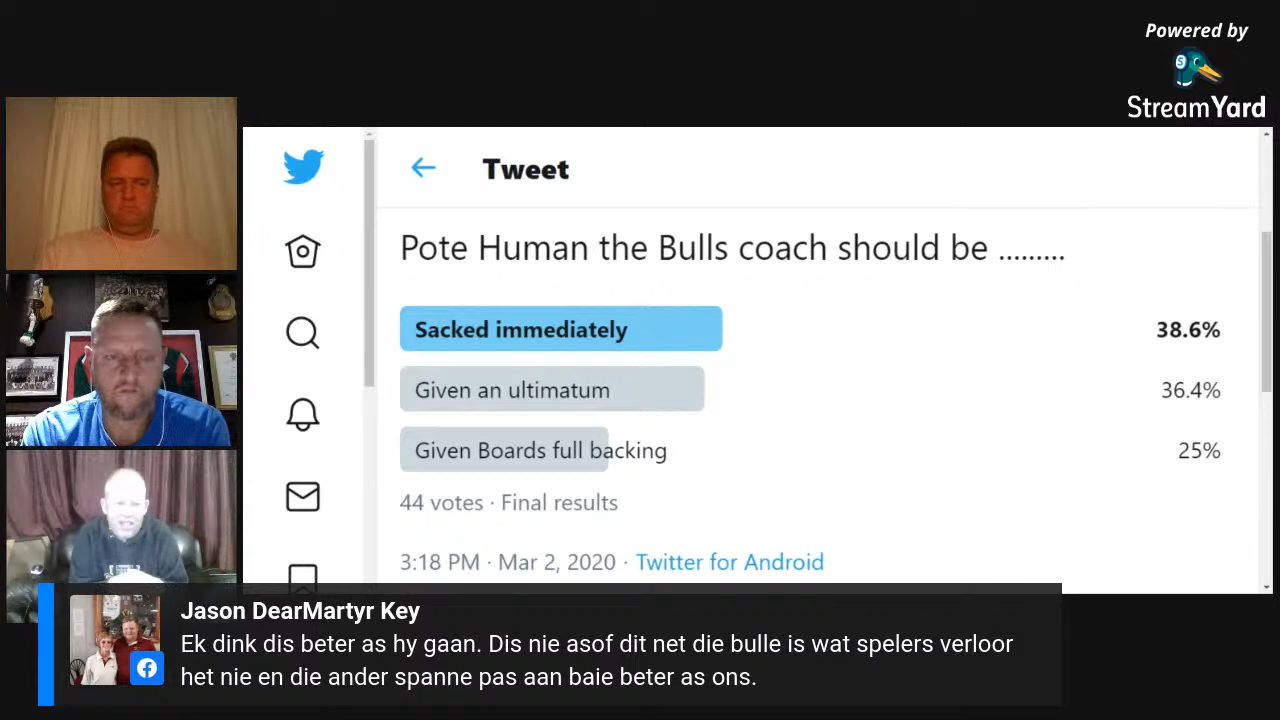 Powered by
StreamYard
Tweet
Pote Human the Bulls coach should be .........
Sacked immediately 38.6%
Given an ultimatum 36.4%
Given Boards full backing 25%
44 votes · Final results
3:18 PM · Mar 2, 2020 · Twitter for Android
Jason DearMartyr Key
Ek dink dis beter as hy gaan. Dis nie asof dit net die bulle is wat spelers verloor
het nie en die ander spanne pas aan baie beter as ons.